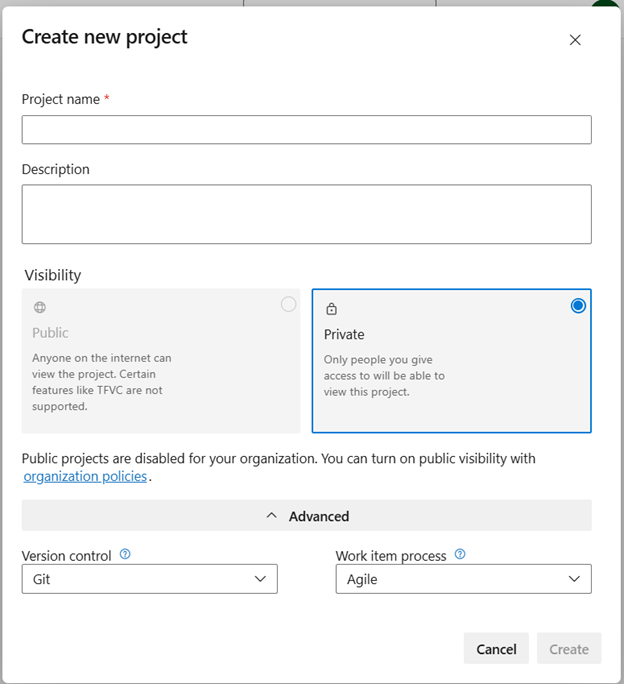 Create new project
Project name *
Description
Visibility
Public
Anyone on the internet can
view the project. Certain
features like TFVC are not
supported.
Private
Only people you give
access to will be able to
view this project.
Public projects are disabled for your organization. You can turn on public visibility with
organization policies.
Advanced
Version control
Work item process
Git
Agile
Cancel
Create